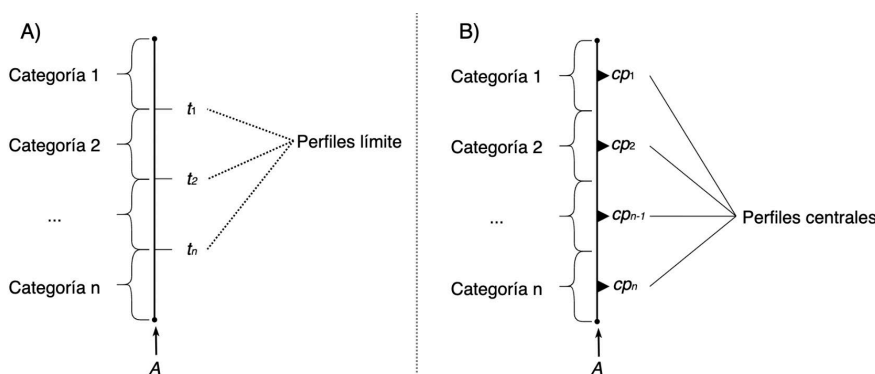 A)
Categoría 1
t1
Categoría 2
Perfiles límite
t2
...
tn
Categoría n
A
B)
Categoría 1
cp1
Categoría 2
cp2
...
cpn-1
Perfiles centrales
Categoría n
cpn
A